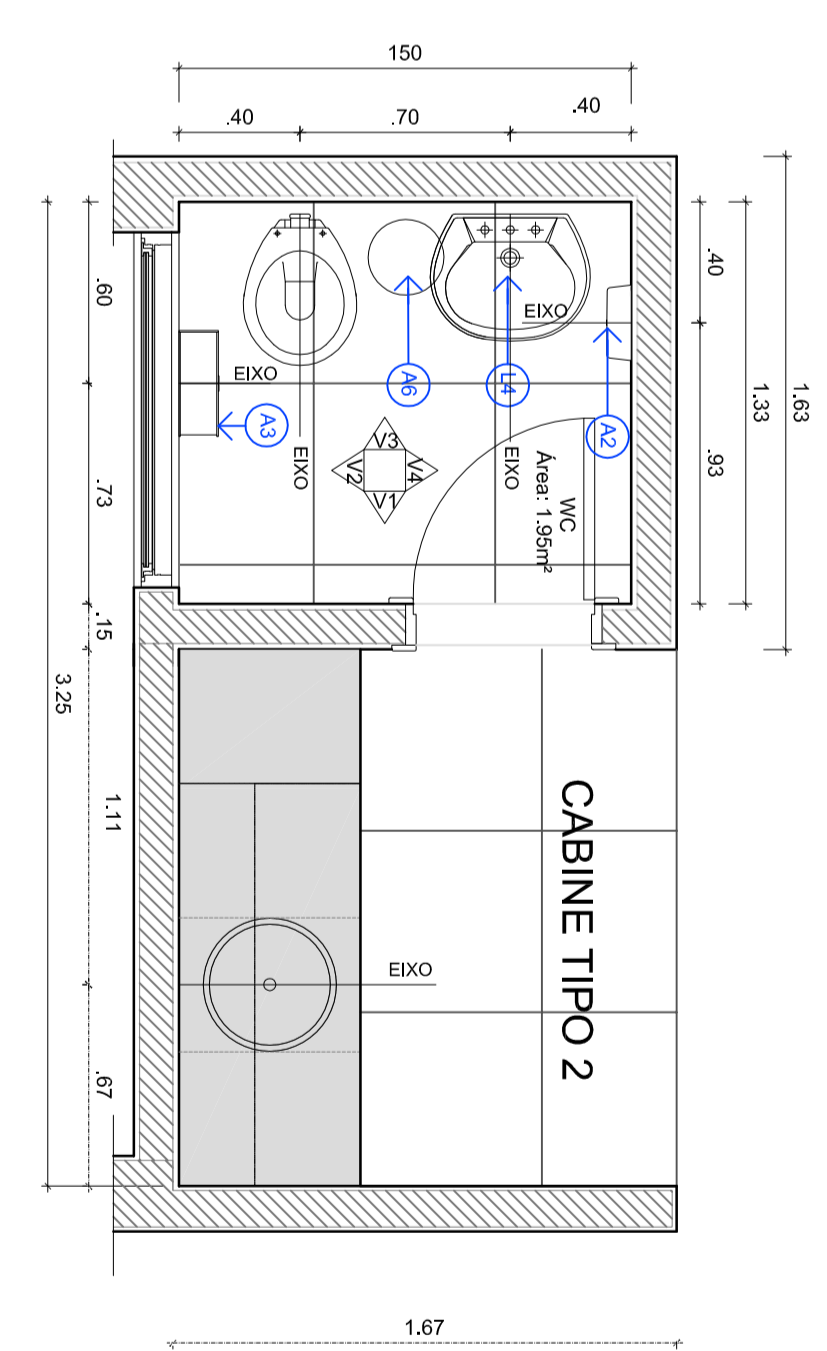 150
.40
.70
.40
.60
.73
.15
3.25
1.11
.67
.40
.93
1.33
1.63
EIXO
EIXO
EIXO
EIXO
A6
L4
A2
A3
V3
V2
V4
V1
WC
Área: 1.95m²
CABINE TIPO 2
EIXO
1.67